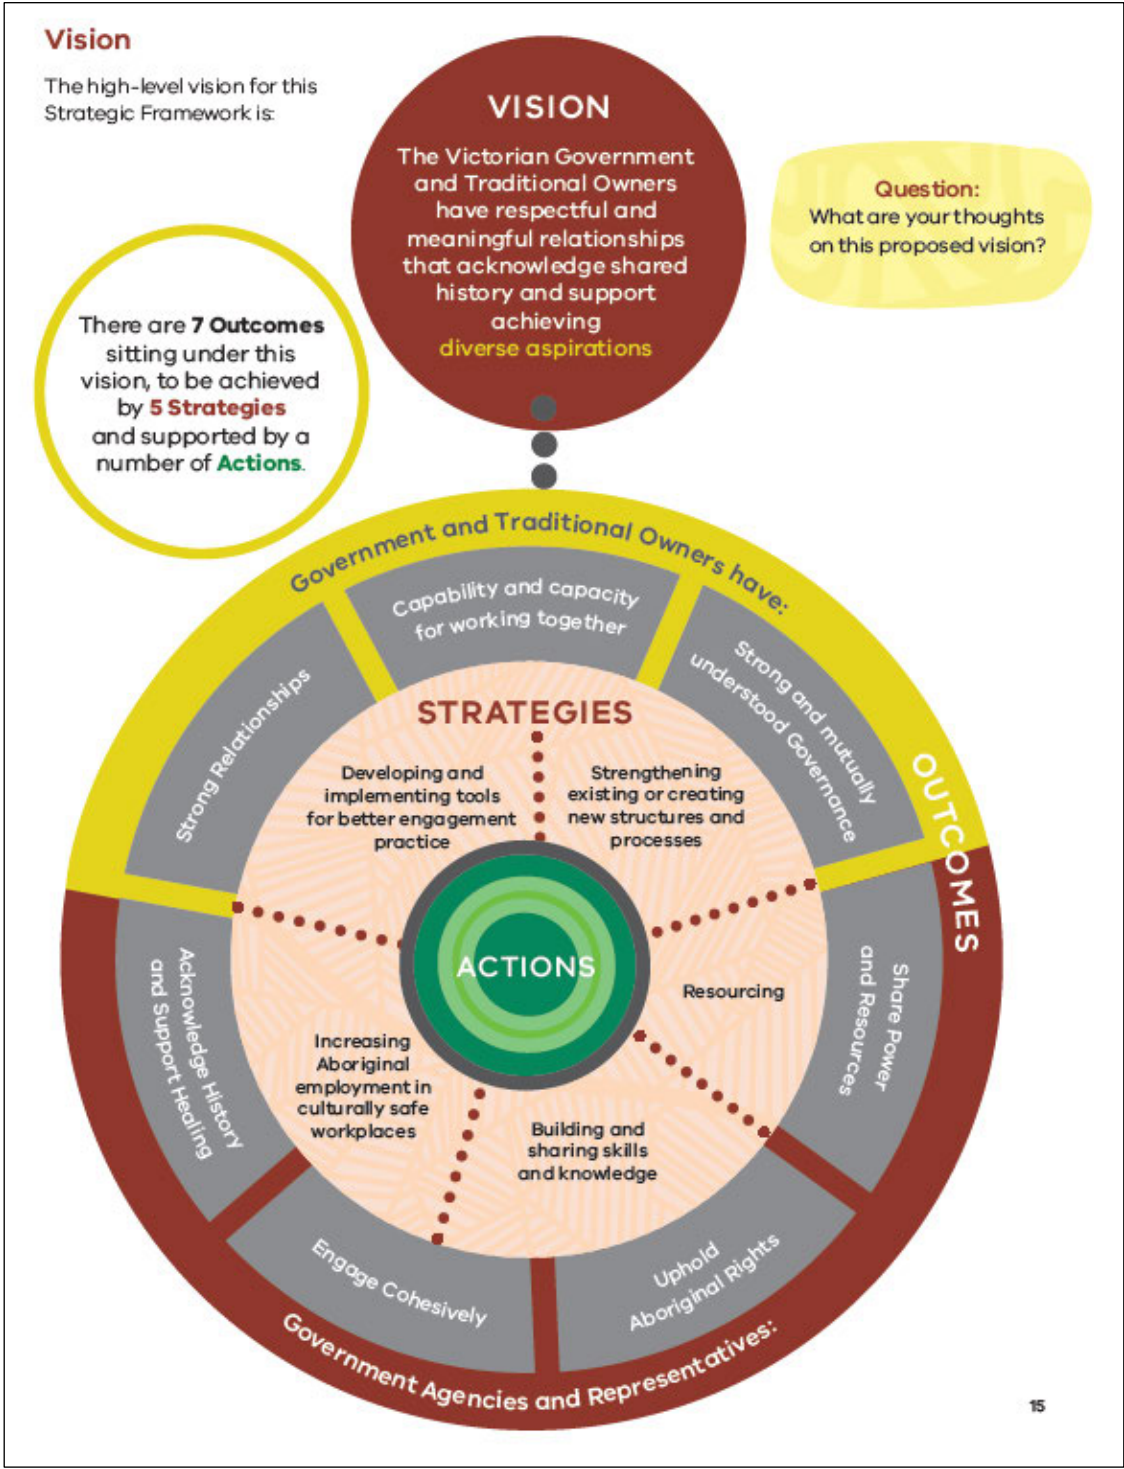 Vision
The high-level vision for this
Strategic Framework is:
VISION
The Victorian Government
and Traditional Owners
have respectful and
meaningful relationships
that acknowledge shared
history and support
achieving
diverse aspirations
Question:
What are your thoughts
on this proposed vision?
There are 7 Outcomes
sitting under this
vision, to be achieved
by 5 Strategies
and supported by a
number of Actions.
OUTCOMES
Government and Traditional Owners have:
Strong Relationships
Capability and capacity
for working together
Strong and mutually
understood Governance
Government Agencies and Representatives:
Share Power
and Resources
Uphold
Aboriginal Rights
Engage Cohesively
Acknowledge History
and Support Healing
STRATEGIES
Developing and
implementing tools
for better engagement
practice
Strengthening
existing or creating
new structures and
processes
Resourcing
Building and
sharing skills
and knowledge
Increasing
Aboriginal
employment in
culturally safe
workplaces
ACTIONS
15